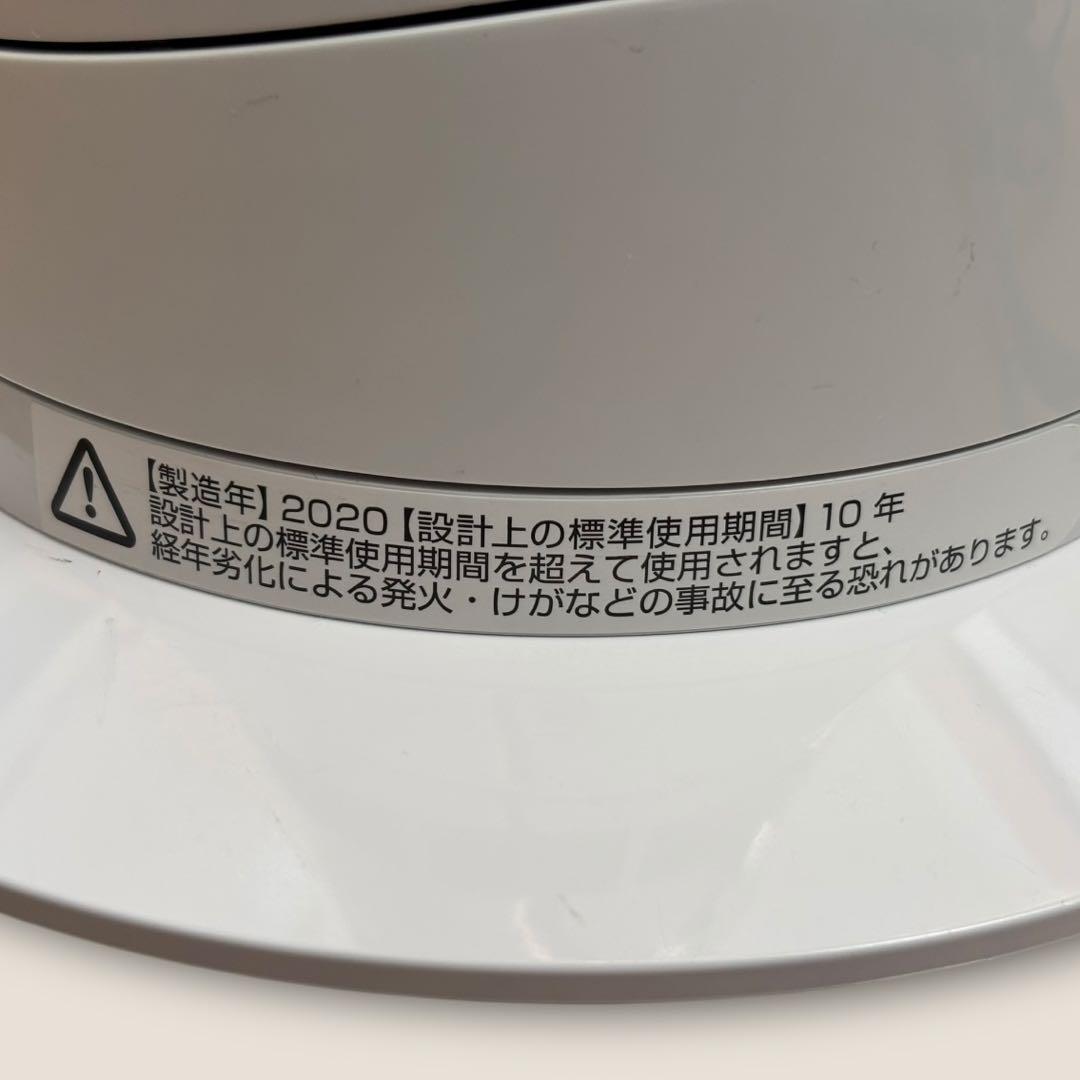 【製造年】2020【設計上の標準使用期間】10年
設計上の標準使用期間を超えて使用されますと、
経年劣化による発火・けがなどの事故に至る恐れがあります。